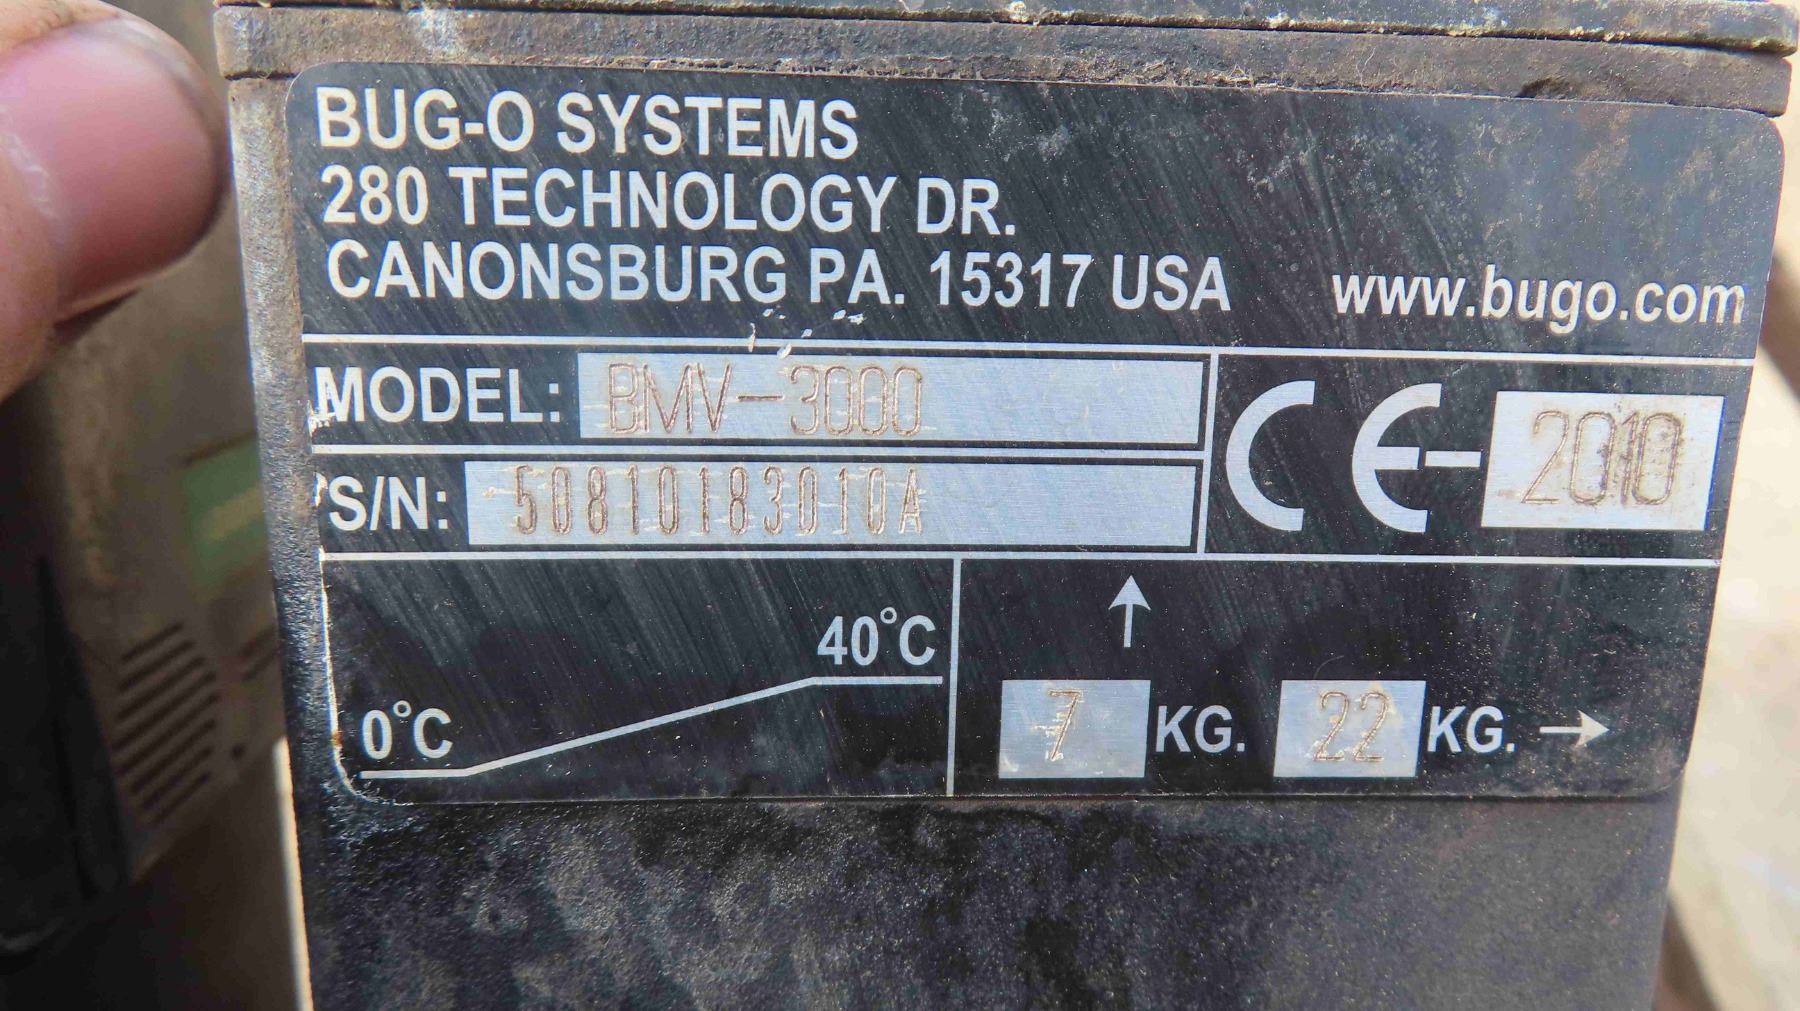 BUG-O SYSTEMS
280 TECHNOLOGY DR.
CANONSBURG PA. 15317 USA www.bugo.com
MODEL: BMV-3000
S/N: 50810183010A
CE-2010
40°C
0°C
7 KG. 22 KG.